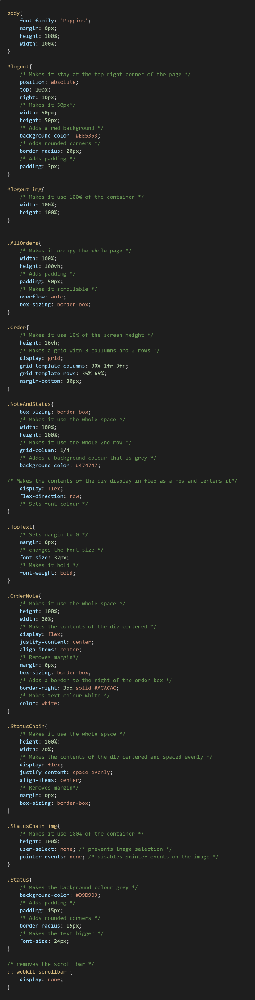 body{
    font-family: 'Poppins';
    margin: 0px;
    height: 100%;
    width: 100%;
}

#logout{
    /* Makes it stay at the top right corner of the page */
    position: absolute;
    top: 10px;
    right: 10px;
    /* Makes it 50px*/
    width: 50px;
    height: 50px;
    /* Adds a red background */
    background-color: #EE5353;
    /* Adds rounded corners */
    border-radius: 20px;
    /* Adds padding */
    padding: 3px;
}

#logout img{
    /* Makes it use 100% of the container */
    width: 100%;
    height: 100%;
}


.AllOrders{
    /* Makes it occupy the whole page */
    width: 100%;
    height: 100vh;
    /* Adds padding */
    padding: 50px;
    /* Makes it scrollable */
    overflow: auto;
    box-sizing: border-box;
}

.Order{
    /* Makes it use 10% of the screen height */
    height: 16vh;
    /* Makes a grid with 3 collumns and 2 rows */
    display: grid;
    grid-template-columns: 30% 1fr 3fr;
    grid-template-rows: 35% 65%;
    margin-bottom: 30px;
}

.NoteAndStatus{
    box-sizing: border-box;
    /* Makes it use the whole space */
    width: 100%;
    height: 100%;
    /* Makes it use the whole 2nd row */
    grid-column: 1/4;
    /* Addes a background colour that is grey */
    background-color: #474747;

/* Makes the contents of the div display in flex as a row and centers it*/
    display: flex;
    flex-direction: row;
    /* Sets font colour */
}

.TopText{
    /* Sets margin to 0 */
    margin: 0px;
    /* changes the font size */
    font-size: 32px;
    /* Makes it bold */
    font-weight: bold;
}

.OrderNote{
    /* Makes it use the whole space */
    height: 100%;
    width: 30%;
    /* Makes the contents of the div centered */
    display: flex;
    justify-content: center;
    align-items: center;
    /* Removes margin*/
    margin: 0px;
    box-sizing: border-box;
    /* Adds a border to the right of the order box */
    border-right: 3px solid #ACACAC;
    /* Makes text colour white */
    color: white;
}

.StatusChain{
    /* Makes it use the whole space */
    height: 100%;
    width: 70%;
    /* Makes the contents of the div centered and spaced evenly */
    display: flex;
    justify-content: space-evenly;
    align-items: center;
    /* Removes margin*/
    margin: 0px;
    box-sizing: border-box;
}

.StatusChain img{
    /* Makes it use 100% of the container */
    height: 100%;
    user-select: none; /* prevents image selection */
    pointer-events: none; /* disables pointer events on the image */
}

.Status{
    /* Makes the background colour grey */
    background-color: #D9D9D9;
    /* Adds padding */
    padding: 15px;
    /* Adds rounded corners */
    border-radius: 15px;
    /* Makes the text bigger */
    font-size: 24px;
}

/* removes the scroll bar */
::-webkit-scrollbar {
    display: none;
}